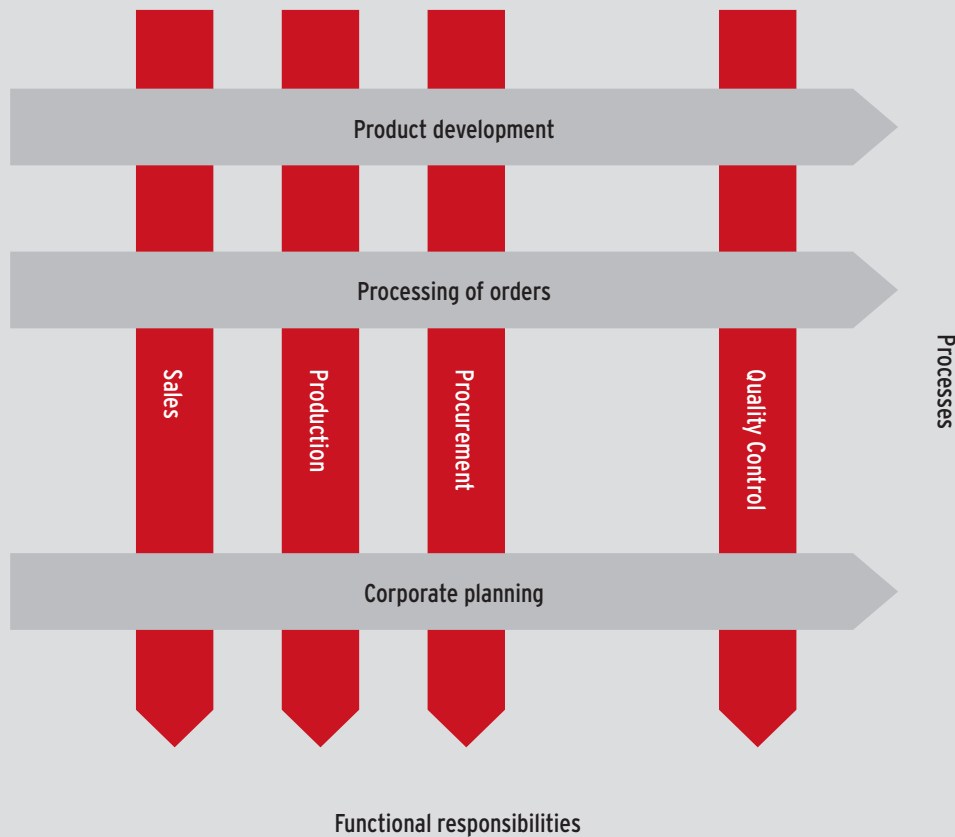 Product development
Processing of orders
Sales
Production
Procurement
Quality Control
Processes
Corporate planning
Functional responsibilities